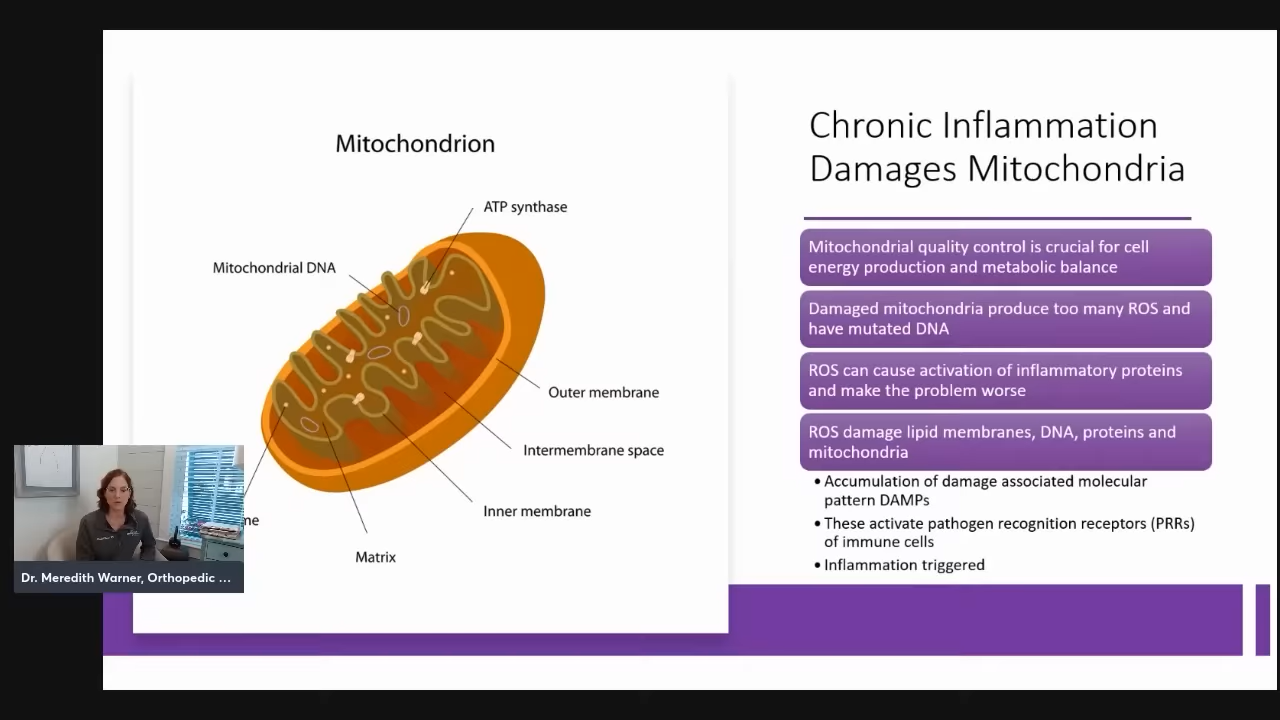 Mitochondrion
ATP synthase
Mitochondrial DNA
Outer membrane
Intermembrane space
Inner membrane
Matrix
Chronic Inflammation
Damages Mitochondria
Mitochondrial quality control is crucial for cell
energy production and metabolic balance
Damaged mitochondria produce too many ROS and
have mutated DNA
ROS can cause activation of inflammatory proteins
and make the problem worse
ROS damage lipid membranes, DNA, proteins and
mitochondria
• Accumulation of damage associated molecular
pattern DAMPs
• These activate pathogen recognition receptors (PRRs)
of immune cells
• Inflammation triggered
Dr. Meredith Warner, Orthopedic ...